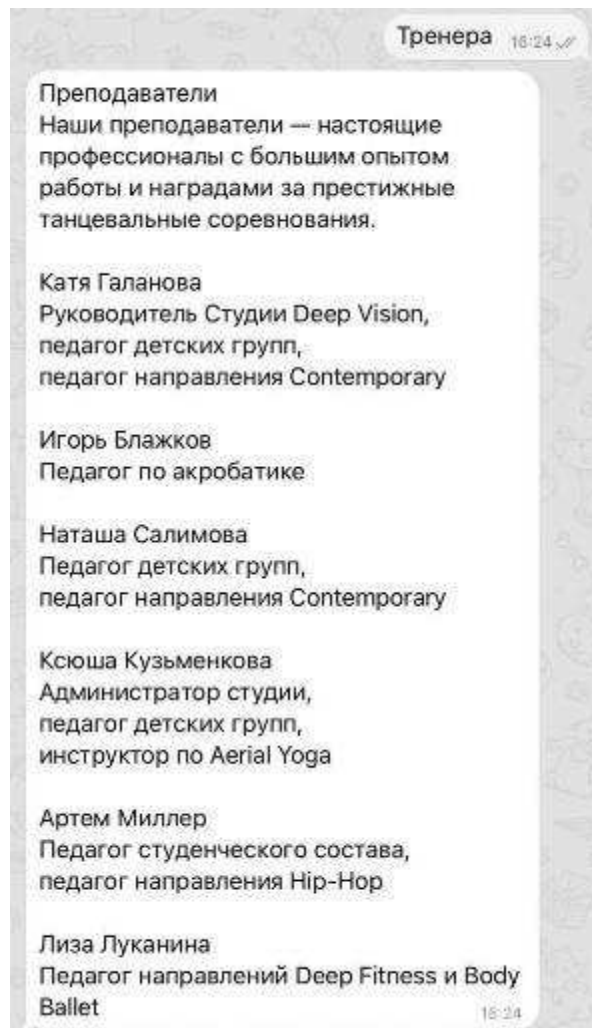 Тренера 16:24
Преподаватели
Наши преподаватели — настоящие
профессионалы с большим опытом
работы и наградами за престижные
танцевальные соревнования.
Катя Галанова
Руководитель Студии Deep Vision,
педагог детских групп,
педагог направления Contemporary
Игорь Блажков
Педагог по акробатике
Наташа Салимова
Педагог детских групп,
педагог направления Contemporary
Ксюша Кузьменкова
Администратор студии,
педагог детских групп,
инструктор по Aerial Yoga
Артем Миллер
Педагог студенческого состава,
педагог направления Hip-Hop
Лиза Луканина
Педагог направлений Deep Fitness и Body
Ballet 16:24